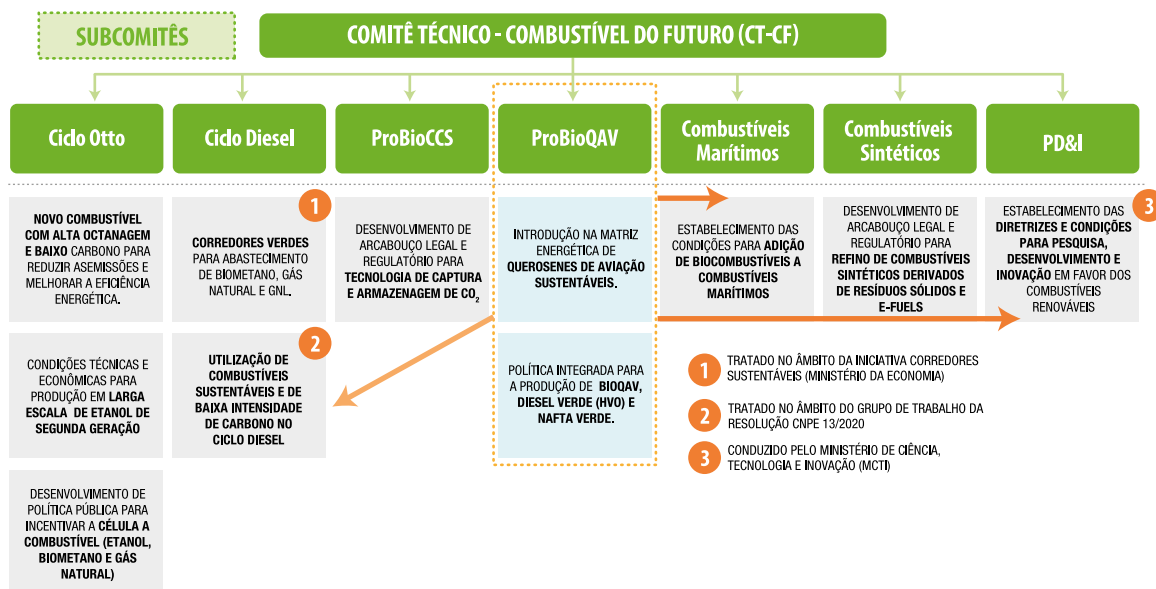 SUBCOMITÊS
COMITÊ TÉCNICO - COMBUSTÍVEL DO FUTURO (CT-CF)
Ciclo Otto
Ciclo Diesel
ProBioCCS
ProBioQAV
Combustíveis
Marítimos
Combustíveis
Sintéticos
PD&I
NOVO COMBUSTÍVEL
COM ALTA OCTANAGEM
E BAIXO CARBONO PARA
REDUZIR ASEMISSÕES E
MELHORAR A EFICIÊNCIA
ENERGÉTICA.
1
CORREDORES VERDES
PARA ABASTECIMENTO
DE BIOMETANO, GÁS
NATURAL E GNL.
DESENVOLVIMENTO DE
ARCABOUÇO LEGAL E
REGULATÓRIO PARA
TECNOLOGIA DE CAPTURA
E ARMAZENAGEM DE CO₂
INTRODUÇÃO NA MATRIZ
ENERGÉTICA DE
QUEROSENES DE AVIAÇÃO
SUSTENTÁVEIS.
ESTABELECIMENTO DAS
CONDIÇÕES PARA ADIÇÃO
DE BIOCOMBUSTÍVEIS A
COMBUSTÍVEIS
MARÍTIMOS
DESENVOLVIMENTO DE
ARCABOUÇO LEGAL E
REGULATÓRIO PARA
REFINO DE COMBUSTÍVEIS
SINTÉTICOS DERIVADOS
DE RESÍDUOS SÓLIDOS E
E-FUELS
3
ESTABELECIMENTO DAS
DIRETRIZES E CONDIÇÕES
PARA PESQUISA,
DESENVOLVIMENTO E
INOVAÇÃO EM FAVOR DOS
COMBUSTÍVEIS
RENOVÁVEIS
CONDIÇÕES TÉCNICAS E
ECONÔMICAS PARA
PRODUÇÃO EM LARGA
ESCALA DE ETANOL DE
SEGUNDA GERAÇÃO
2
UTILIZAÇÃO DE
COMBUSTÍVEIS
SUSTENTÁVEIS E DE
BAIXA INTENSIDADE
DE CARBONO NO
CICLO DIESEL
POLÍTICA INTEGRADA PARA
A PRODUÇÃO DE BIOQAV,
DIESEL VERDE (HVO) E
NAFTA VERDE.
1
TRATADO NO ÂMBITO DA INICIATIVA CORREDORES
SUSTENTÁVEIS (MINISTÉRIO DA ECONOMIA)
2
TRATADO NO ÂMBITO DO GRUPO DE TRABALHO DA
RESOLUÇÃO CNPE 13/2020
3
CONDUZIDO PELO MINISTÉRIO DE CIÊNCIA,
TECNOLOGIA E INOVAÇÃO (MCTI)
DESENVOLVIMENTO DE
POLÍTICA PÚBLICA PARA
INCENTIVAR A CÉLULA A
COMBUSTÍVEL (ETANOL,
BIOMETANO E GÁS
NATURAL)